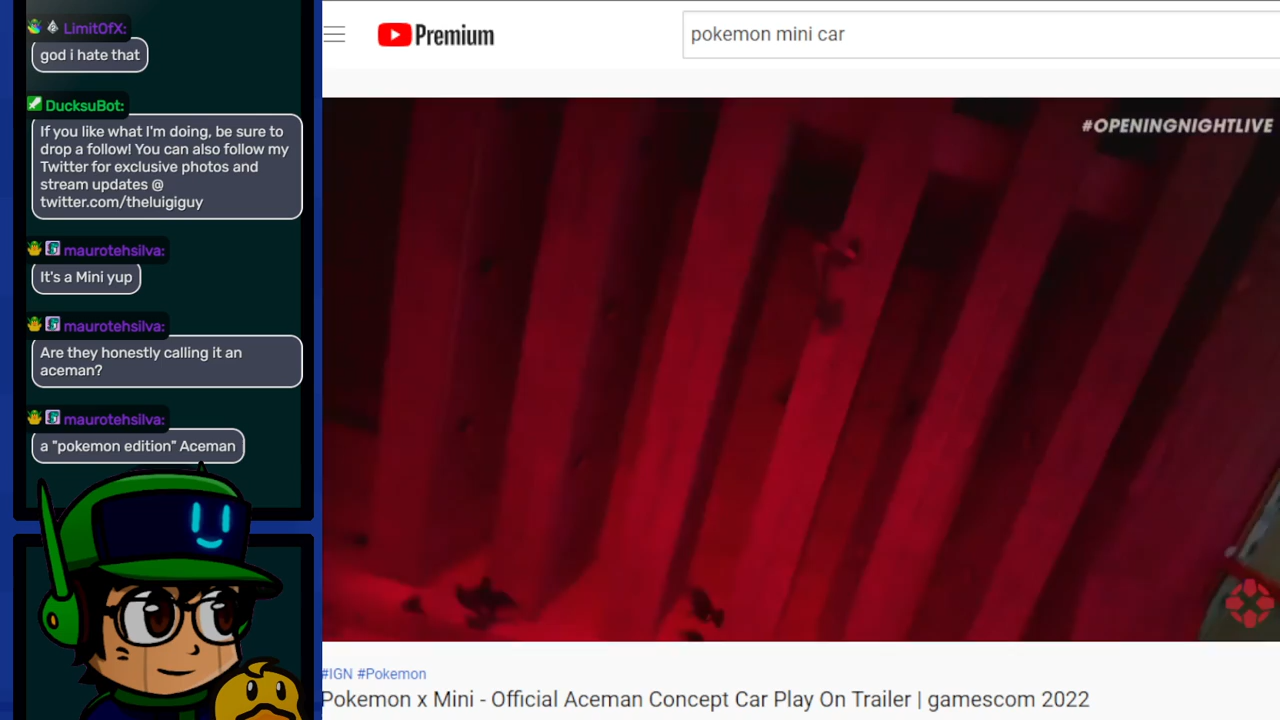 LimitOfX:
god i hate that
DucksuBot:
If you like what I'm doing, be sure to
drop a follow! You can also follow my
Twitter for exclusive photos and
stream updates @
twitter.com/theluigiguy
maurotehsilva:
It's a Mini yup
maurotehsilva:
Are they honestly calling it an
aceman?
maurotehsilva:
a "pokemon edition" Aceman
Premium
pokemon mini car
#OPENINGNIGHTLIVE
#IGN #Pokemon
Pokemon x Mini - Official Aceman Concept Car Play On Trailer | gamescom 2022